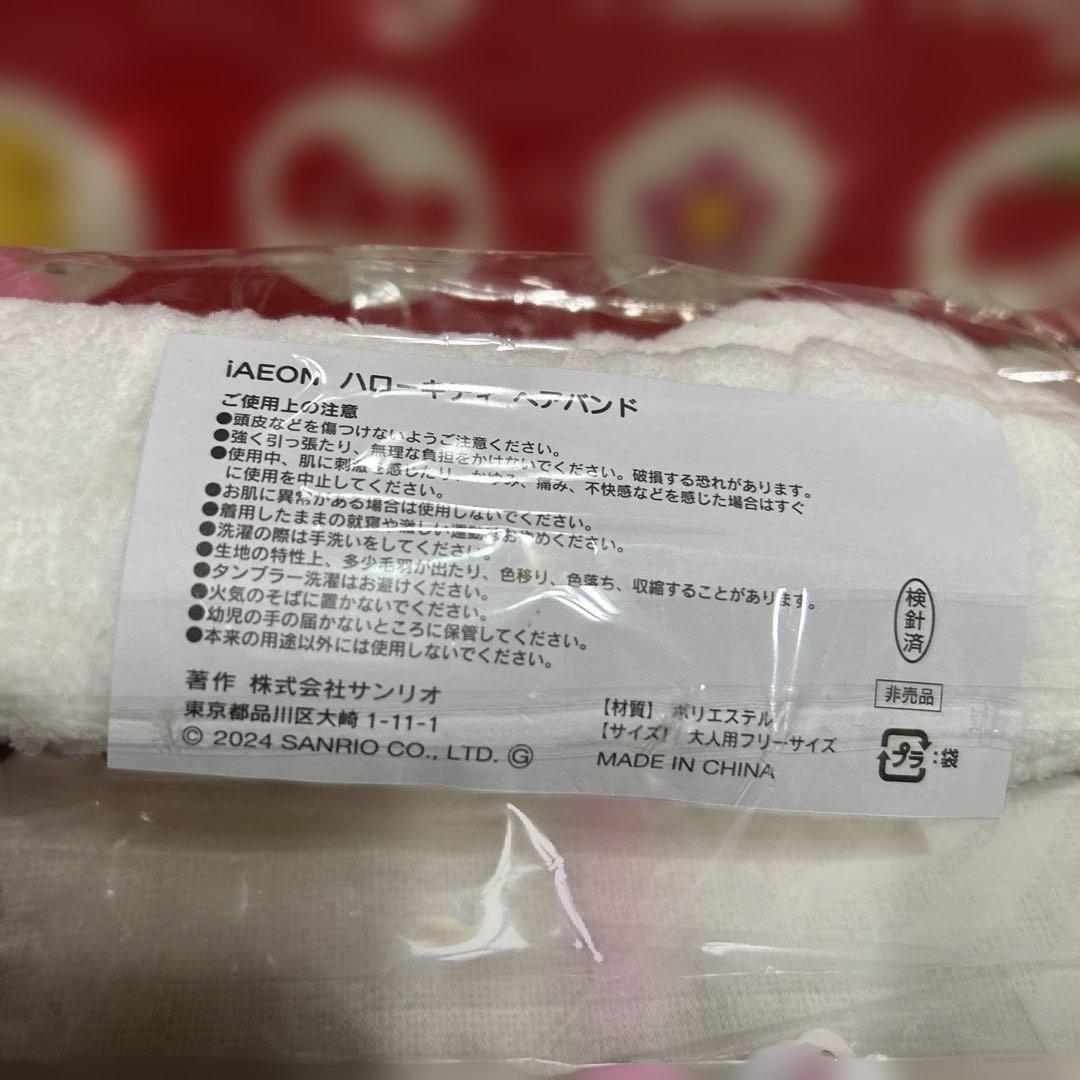 iAEON ハローキティ ヘアバンド
ご使用上の注意
●頭皮などを傷つけないようご注意ください。
●強く引っ張たり、無理な負担をかけないでください。破損する恐れがあります。
●使用中、肌に刺激を感じたり、かゆみ、痛み、不快感などを感じた場合はすぐ
に使用を中止してください。
●お肌に異常がある場合は使用しないでください。
●着用したままの就寝や激しい運動はおやめください。
●洗濯の際は手洗いをしてください。
●生地の特性上、多少毛羽が出たり、色移り、色落ち、収縮することがあります。
●タンブラー洗濯はお避けください。
●火気のそばに置かないでください。
●幼児の手の届かないところに保管してください。
●本来の用途以外には使用しないでください。
著作 株式会社サンリオ
東京都品川区大崎 1-11-1
© 2024 SANRIO CO., LTD. Ⓖ
【材質】 ポリエステル
【サイズ】 大人用フリーサイズ
MADE IN CHINA
検針済
非売品
プラ:袋